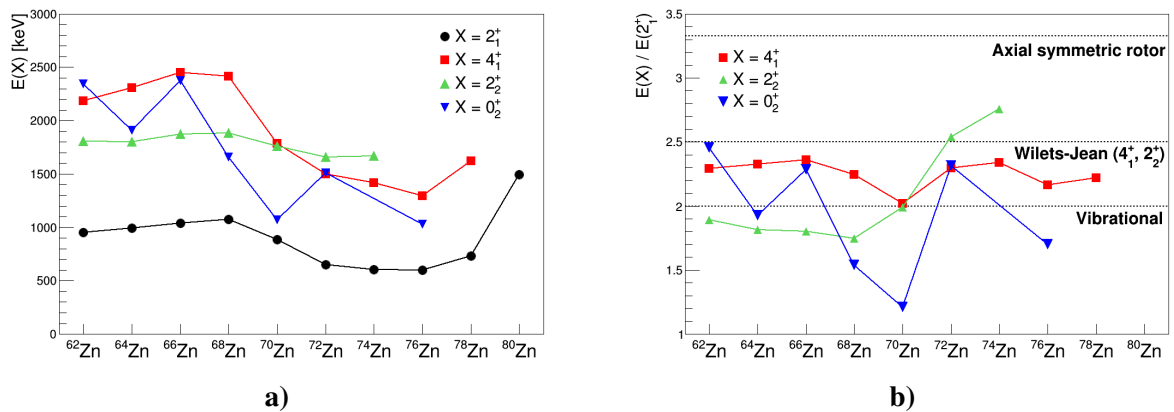 E(X) [keV]
3000
2500
2000
1500
1000
500
0
X = 2₁⁺
X = 4₁⁺
X = 2₂⁺
X = 0₂⁺
⁶²Zn ⁶⁴Zn ⁶⁶Zn ⁶⁸Zn ⁷⁰Zn ⁷²Zn ⁷⁴Zn ⁷⁶Zn ⁷⁸Zn ⁸⁰Zn
a)
E(X) / E(2₁⁺)
3.5
3
2.5
2
1.5
1
Axial symmetric rotor
X = 4₁⁺
X = 2₂⁺
X = 0₂⁺
Wilets-Jean (4₁⁺, 2₂⁺)
Vibrational
⁶²Zn ⁶⁴Zn ⁶⁶Zn ⁶⁸Zn ⁷⁰Zn ⁷²Zn ⁷⁴Zn ⁷⁶Zn ⁷⁸Zn ⁸⁰Zn
b)